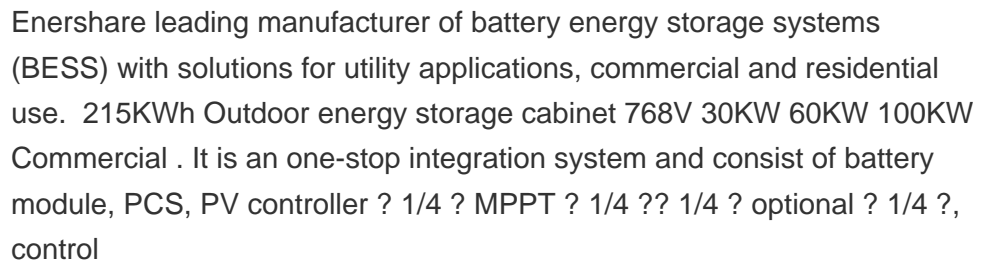 Enershare leading manufacturer of battery energy storage systems
(BESS) with solutions for utility applications, commercial and residential
use.  215KWh Outdoor energy storage cabinet 768V 30KW 60KW 100KW
Commercial . It is an one-stop integration system and consist of battery
module, PCS, PV controller ? 1/4 ? MPPT ? 1/4 ?? 1/4 ? optional ? 1/4 ?,
control